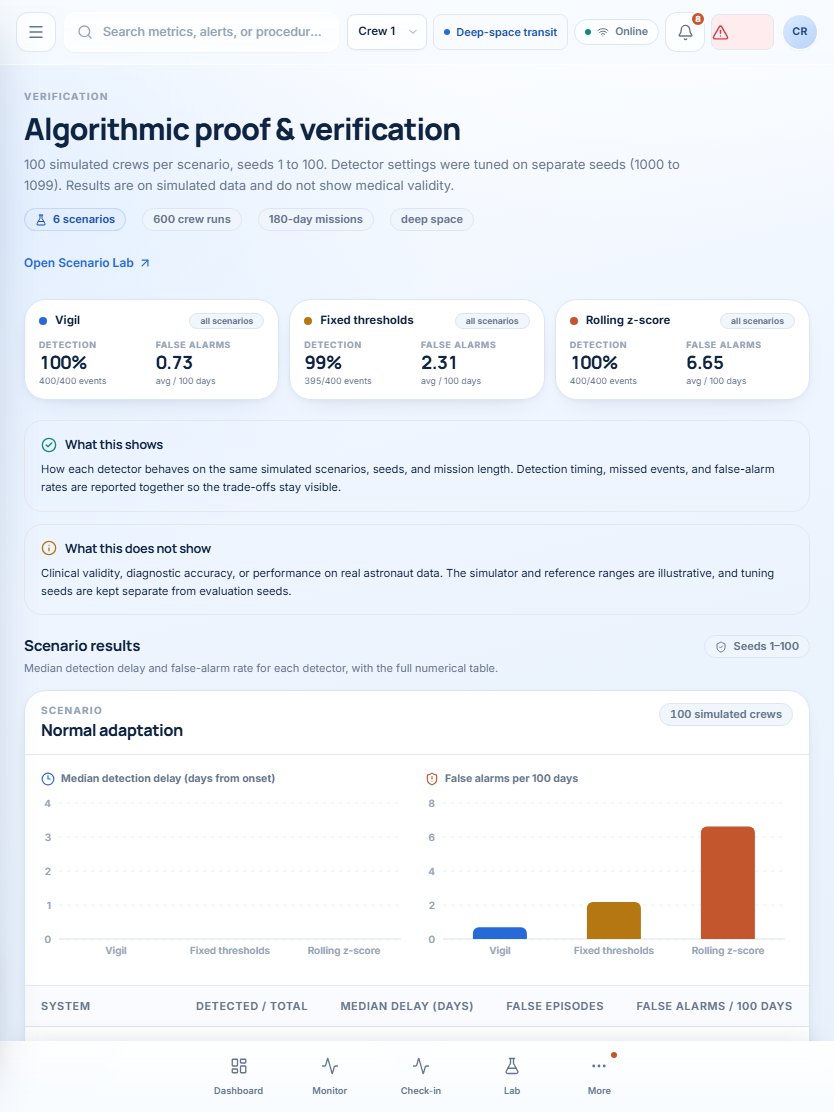 Search metrics, alerts, or procedur...
Crew 1
Deep-space transit
Online
8
CR
VERIFICATION
Algorithmic proof & verification
100 simulated crews per scenario, seeds 1 to 100. Detector settings were tuned on separate seeds (1000 to
1099). Results are on simulated data and do not show medical validity.
6 scenarios
600 crew runs
180-day missions
deep space
Open Scenario Lab
Vigil
all scenarios
DETECTION
FALSE ALARMS
100%
0.73
400/400 events
avg / 100 days
Fixed thresholds
all scenarios
DETECTION
FALSE ALARMS
99%
2.31
395/400 events
avg / 100 days
Rolling z-score
all scenarios
DETECTION
FALSE ALARMS
100%
6.65
400/400 events
avg / 100 days
What this shows
How each detector behaves on the same simulated scenarios, seeds, and mission length. Detection timing, missed events, and false-alarm
rates are reported together so the trade-offs stay visible.
What this does not show
Clinical validity, diagnostic accuracy, or performance on real astronaut data. The simulator and reference ranges are illustrative, and tuning
seeds are kept separate from evaluation seeds.
Scenario results
Seeds 1–100
Median detection delay and false-alarm rate for each detector, with the full numerical table.
SCENARIO
Normal adaptation
100 simulated crews
Median detection delay (days from onset)
4
3
2
1
0
Vigil
Fixed thresholds
Rolling z-score
False alarms per 100 days
8
6
4
2
0
Vigil
Fixed thresholds
Rolling z-score
SYSTEM
DETECTED / TOTAL
MEDIAN DELAY (DAYS)
FALSE EPISODES
FALSE ALARMS / 100 DAYS
Dashboard
Monitor
Check-in
Lab
More